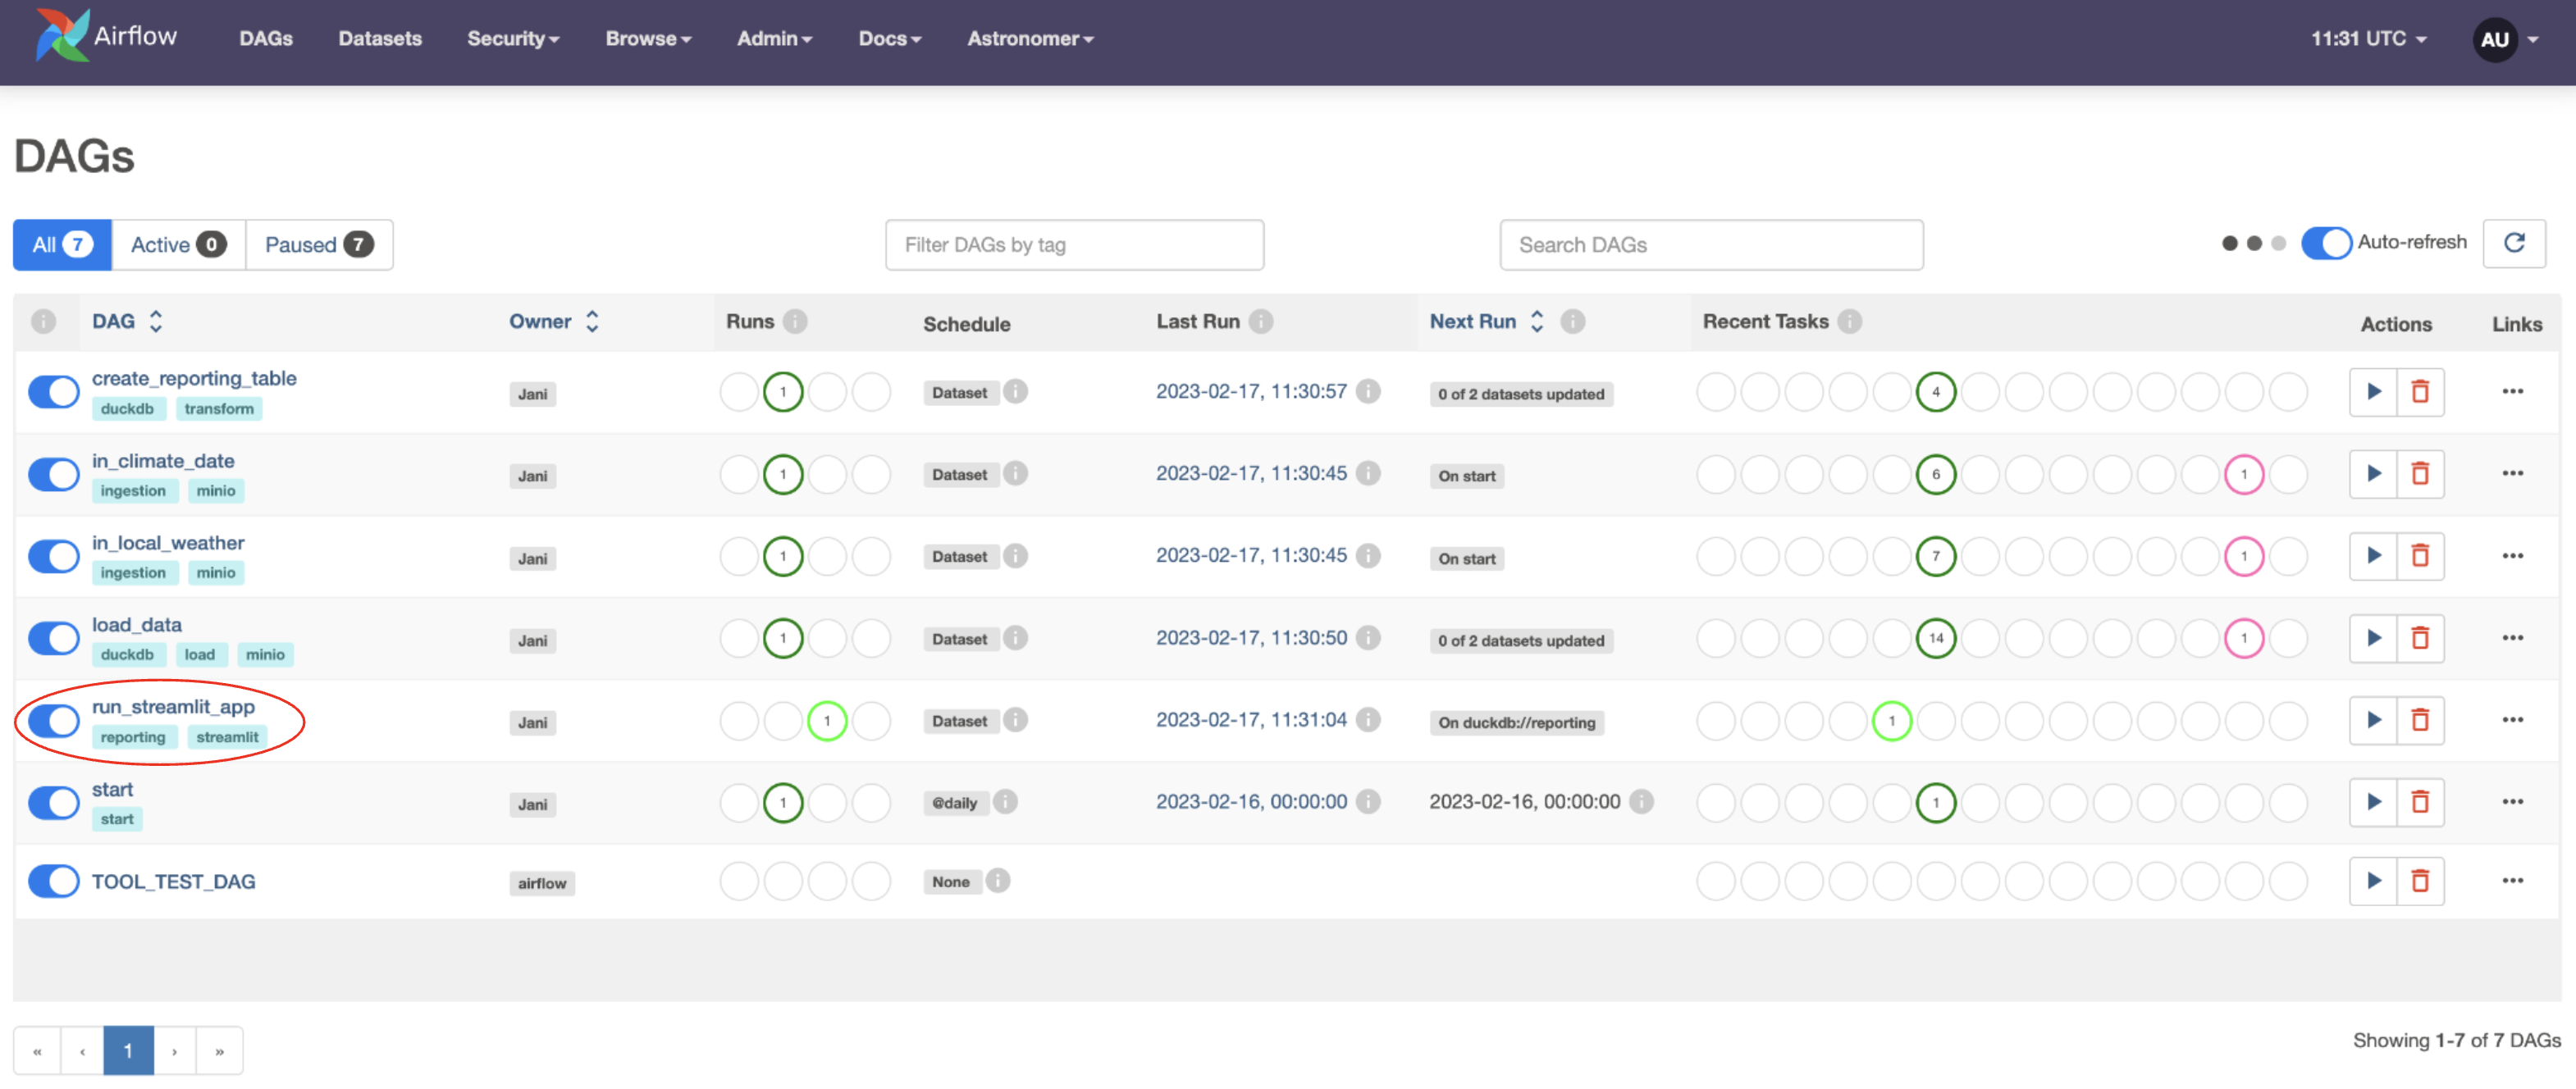 Airflow DAGs Datasets Security Browse Admin Docs Astronomer 11:31 UTC AU
DAGs
All 7 Active 0 Paused 7 Filter DAGs by tag Search DAGs Auto-refresh
i DAG Owner Runs i Schedule Last Run i Next Run i Recent Tasks i Actions Links
create_reporting_table
duckdb transform Jani 1 Dataset i 2023-02-17, 11:30:57 i 0 of 2 datasets updated 4
in_climate_date
ingestion minio Jani 1 Dataset i 2023-02-17, 11:30:45 i On start 6 1
in_local_weather
ingestion minio Jani 1 Dataset i 2023-02-17, 11:30:45 i On start 7 1
load_data
duckdb load minio Jani 1 Dataset i 2023-02-17, 11:30:50 i 0 of 2 datasets updated 14 1
run_streamlit_app
reporting streamlit Jani 1 Dataset i 2023-02-17, 11:31:04 i On duckdb://reporting 1
start
start Jani 1 @daily i 2023-02-16, 00:00:00 i 2023-02-16, 00:00:00 i 1
TOOL_TEST_DAG airflow None i
« ‹ 1 › » Showing 1-7 of 7 DAGs